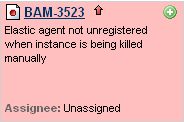 BAM-3523
Elastic agent not unregistered
when instance is being killed
manually
Assignee: Unassigned